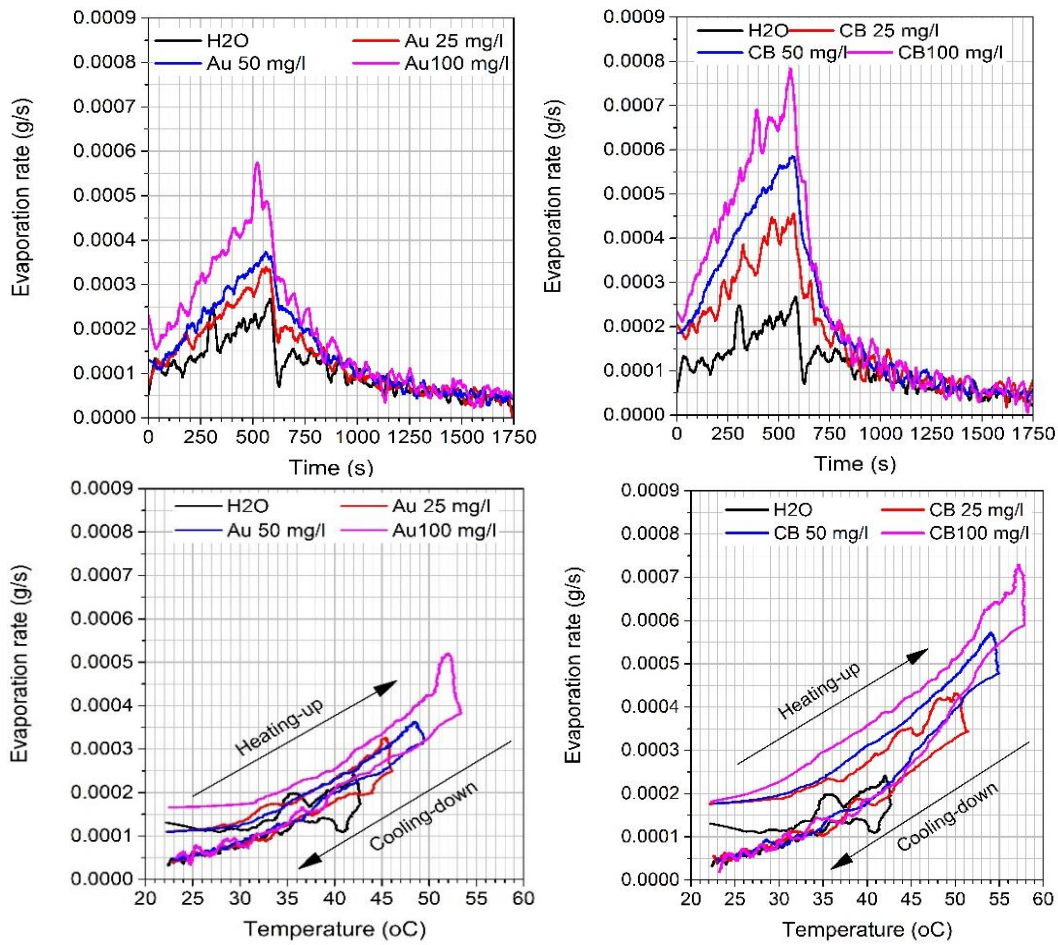 0.0009
0.0008
0.0007
0.0006
0.0005
0.0004
0.0003
0.0002
0.0001
0.0000
Evaporation rate (g/s)
H2O Au 25 mg/l
Au 50 mg/l Au100 mg/l
0 250 500 750 1000 1250 1500 1750
Time (s)
0.0009
0.0008
0.0007
0.0006
0.0005
0.0004
0.0003
0.0002
0.0001
0.0000
Evaporation rate (g/s)
H2O CB 25 mg/l
CB 50 mg/l CB100 mg/l
0 250 500 750 1000 1250 1500 1750
Time (s)
0.0009
0.0008
0.0007
0.0006
0.0005
0.0004
0.0003
0.0002
0.0001
0.0000
Evaporation rate (g/s)
H2O Au 25 mg/l
Au 50 mg/l Au100 mg/l
Heating-up
Cooling-down
20 25 30 35 40 45 50 55 60
Temperature (oC)
0.0009
0.0008
0.0007
0.0006
0.0005
0.0004
0.0003
0.0002
0.0001
0.0000
Evaporation rate (g/s)
H2O CB 25 mg/l
CB 50 mg/l CB100 mg/l
Heating-up
Cooling-down
20 25 30 35 40 45 50 55 60
Temperature (oC)